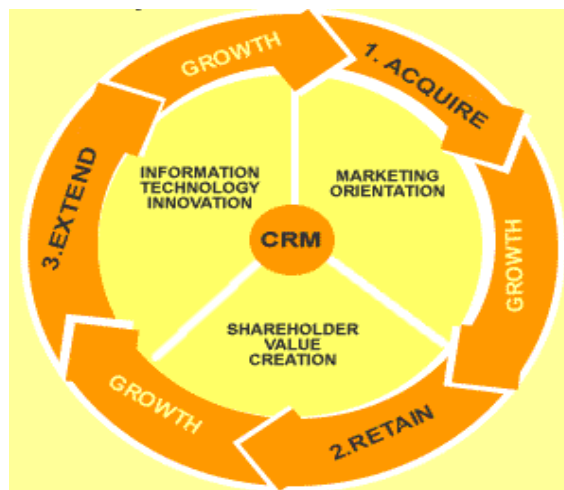 GROWTH
1. ACQUIRE
INFORMATION
TECHNOLOGY
INNOVATION
MARKETING
ORIENTATION
3.EXTEND
CRM
GROWTH
SHAREHOLDER
VALUE
CREATION
GROWTH
2.RETAIN